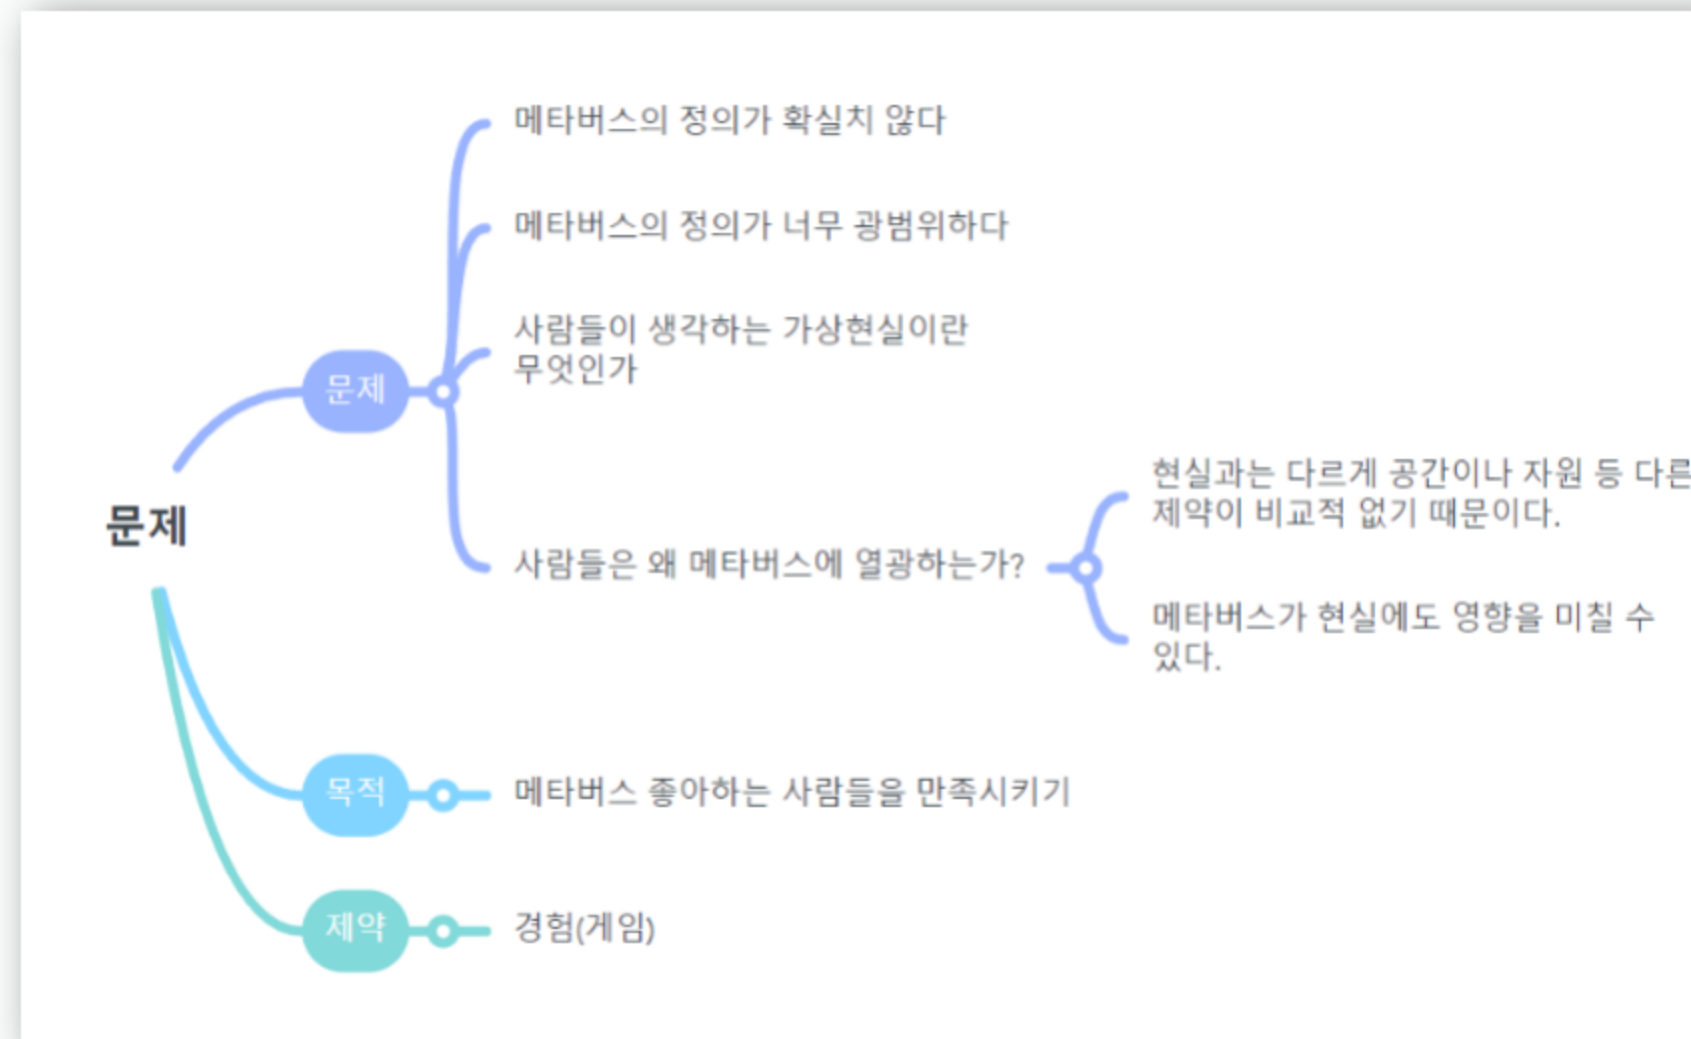 메타버스의 정의가 확실치 않다
메타버스의 정의가 너무 광범위하다
사람들이 생각하는 가상현실이란
무엇인가
문제
현실과는 다르게 공간이나 자원 등 다른
제약이 비교적 없기 때문이다.
문제
사람들은 왜 메타버스에 열광하는가?
메타버스가 현실에도 영향을 미칠 수
있다.
목적
메타버스 좋아하는 사람들을 만족시키기
제약
경험(게임)